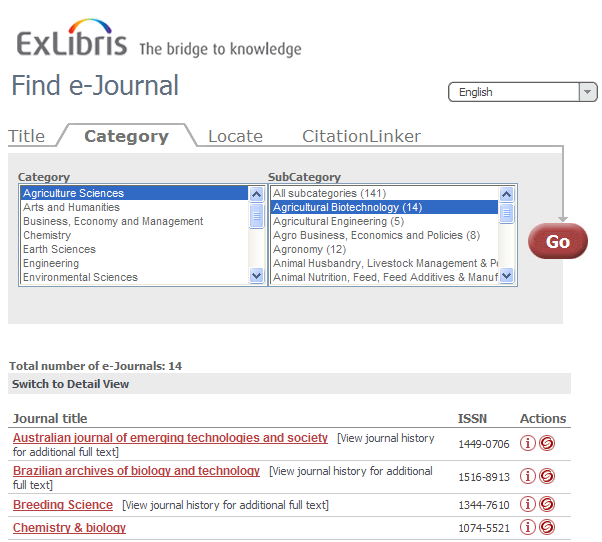 ExLibris The bridge to knowledge
Find e-Journal
English
Title Category Locate CitationLinker
Category SubCategory
Agriculture Sciences All subcategories (141)
Arts and Humanities Agricultural Biotechnology (14)
Business, Economy and Management Agricultural Engineering (5)
Chemistry Agro Business, Economics and Policies (8)
Earth Sciences Agronomy (12)
Engineering Animal Husbandry, Livestock Management &
Environmental Sciences Animal Nutrition, Feed, Feed Additives & Manuf
Go
Total number of e-Journals: 14
Switch to Detail View
Journal title ISSN Actions
Australian journal of emerging technologies and society [View journal history
for additional full text] 1449-0706 i
Brazilian archives of biology and technology [View journal history for additional
full text] 1516-8913 i
Breeding Science [View journal history for additional full text] 1344-7610 i
Chemistry & biology 1074-5521 i